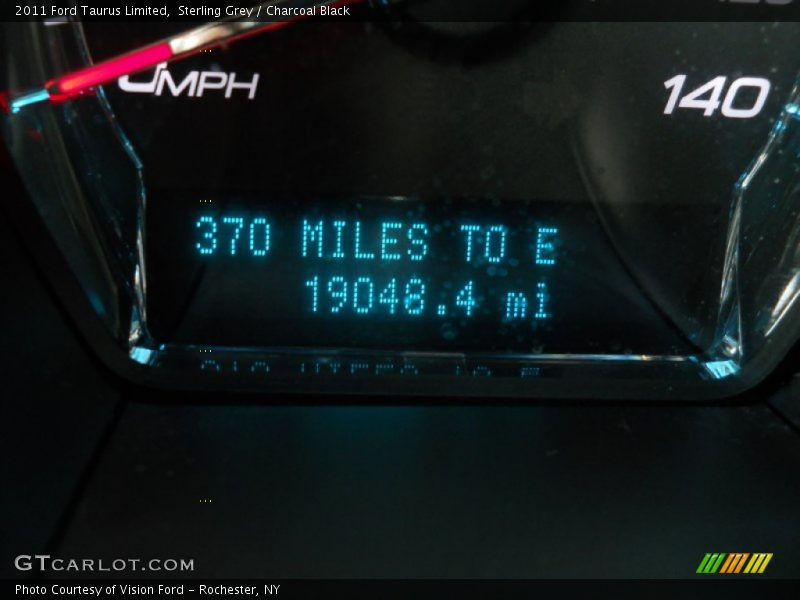 2011 Ford Taurus Limited,  Sterling Grey / Charcoal Black
MPH
140
370 MILES TO E
19048.4 mi
GTCARLOT.COM
Photo Courtesy of Vision Ford - Rochester, NY